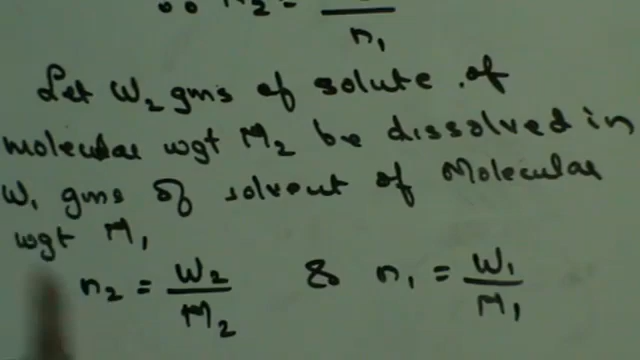 n₁
Let W₂ gms of solute of
molecular wgt M₂ be dissolved in
W₁ gms of solvent of Molecular
wgt M₁
n₂ = W₂/M₂ & n₁ = W₁/M₁